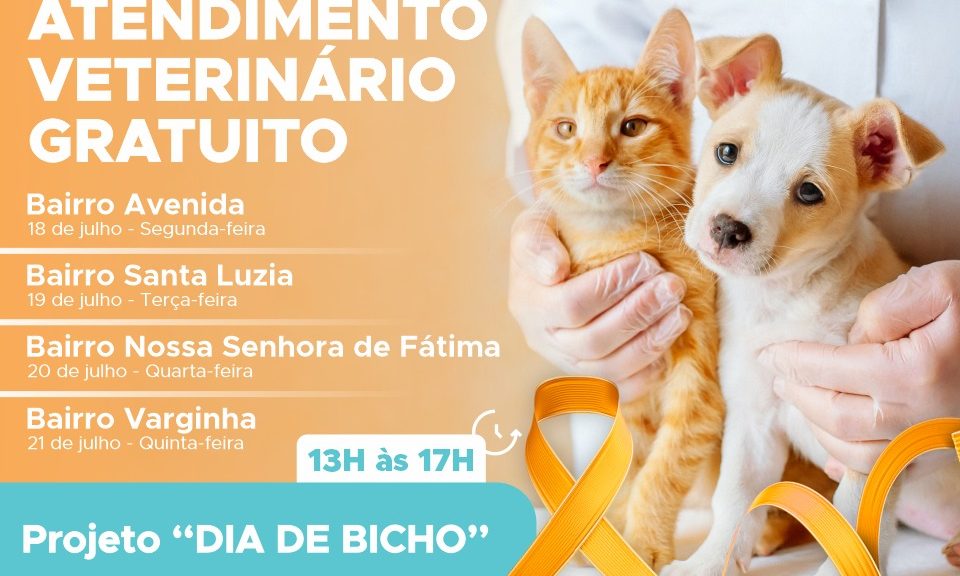 ATENDIMENTO
VETERINÁRIO
GRATUITO
Bairro Avenida
18 de julho - Segunda-feira
Bairro Santa Luzia
19 de julho - Terça-feira
Bairro Nossa Senhora de Fátima
20 de julho - Quarta-feira
Bairro Varginha
21 de julho - Quinta-feira
13H às 17H
Projeto “DIA DE BICHO”